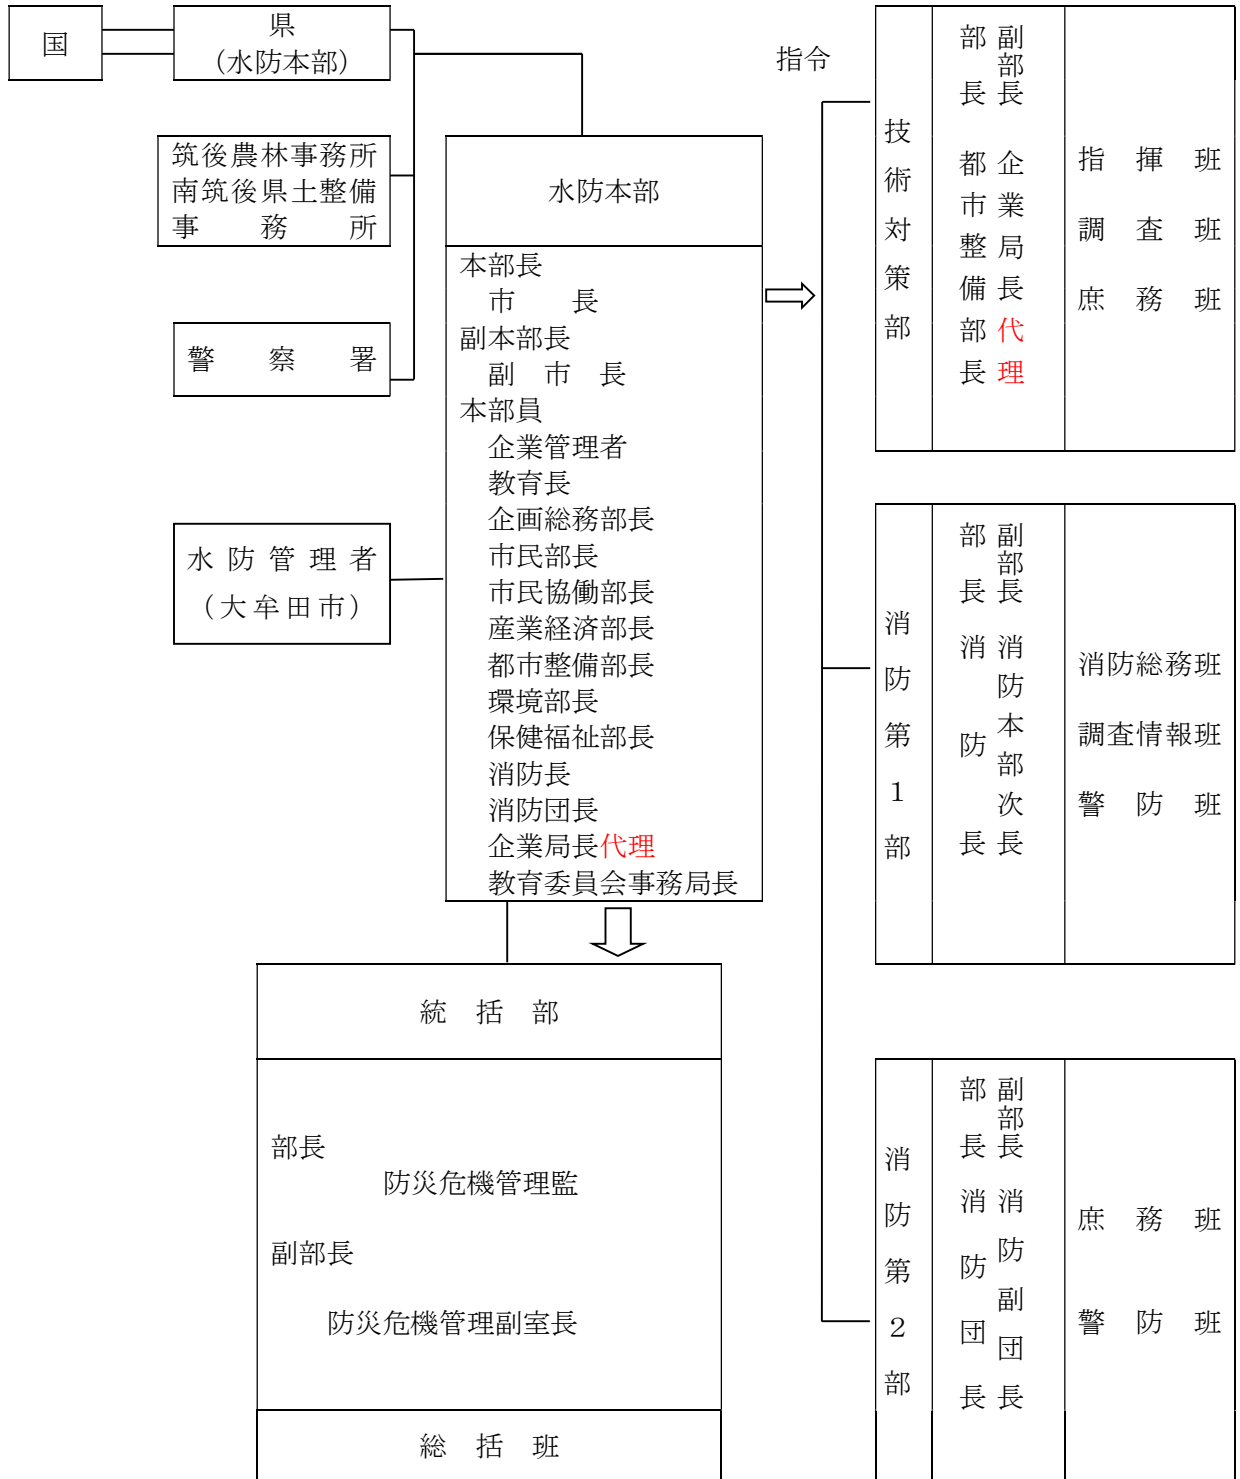 国
県
（水防本部）
筑後農林事務所
南筑後県土整備
事務所
警察署
水防管理者
（大牟田市）
水防本部
本部長
市長
副本部長
副市長
本部員
企業管理者
教育長
企画総務部長
市民部長
市民協働部長
産業経済部長
都市整備部長
環境部長
保健福祉部長
消防長
消防団長
企業局長代理
教育委員会事務局長
統括部
部長
防災危機管理監
副部長
防災危機管理副室長
総括班
指令
技術対策部
部長 都市整備部長
副部長 企業局長代理
指揮班
調査班
庶務班
消防第1部
部長 消防長
副部長 消防本部次長
消防総務班
調査情報班
警防班
消防第2部
部長 消防団長
副部長 消防副団長
庶務班
警防班